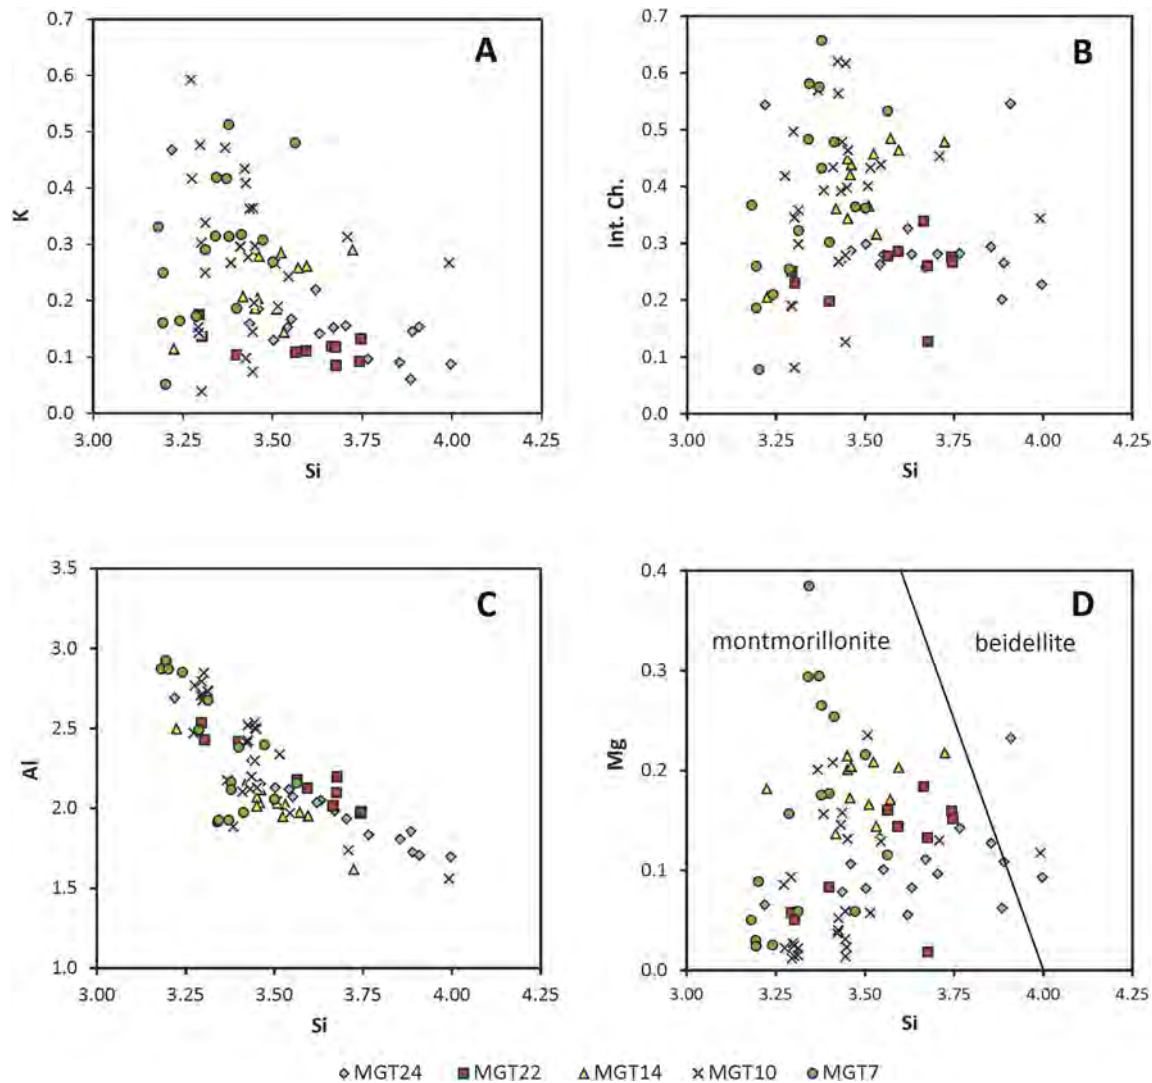 A
0.7
0.6
0.5
0.4
0.3
0.2
0.1
0.0
K
3.00 3.25 3.50 3.75 4.00 4.25
Si
B
0.7
0.6
0.5
0.4
0.3
0.2
0.1
0.0
Int. Ch.
3.00 3.25 3.50 3.75 4.00 4.25
Si
C
3.5
3.0
2.5
2.0
1.5
1.0
Al
3.00 3.25 3.50 3.75 4.00 4.25
Si
D
0.4
0.3
0.2
0.1
0.0
Mg
montmorillonite beidellite
3.00 3.25 3.50 3.75 4.00 4.25
Si
MGT24 MGT22 MGT14 MGT10 MGT7